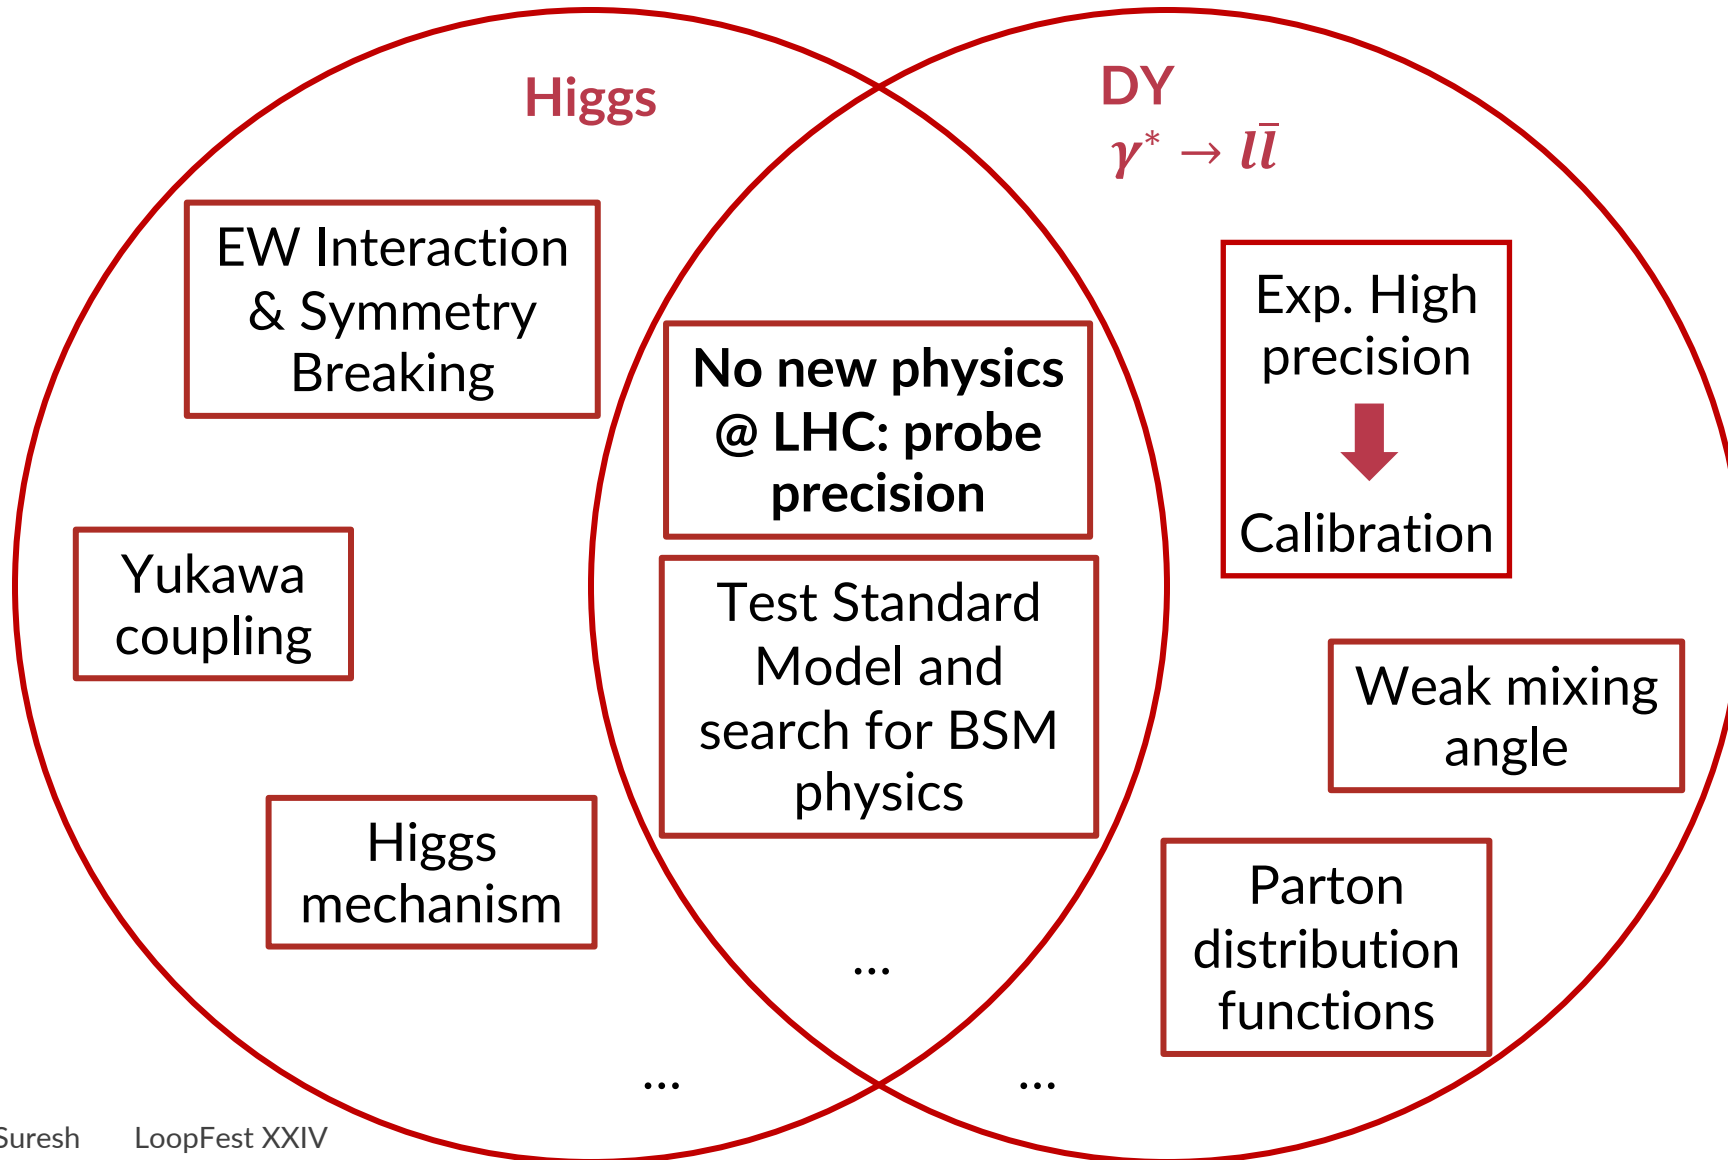 Higgs
DY
γ* → l l̄
EW Interaction
& Symmetry
Breaking
No new physics
@ LHC: probe
precision
Exp. High
precision
Calibration
Yukawa
coupling
Test Standard
Model and
search for BSM
physics
Weak mixing
angle
Higgs
mechanism
Parton
distribution
functions
...
...
...
Suresh
LoopFest XXIV